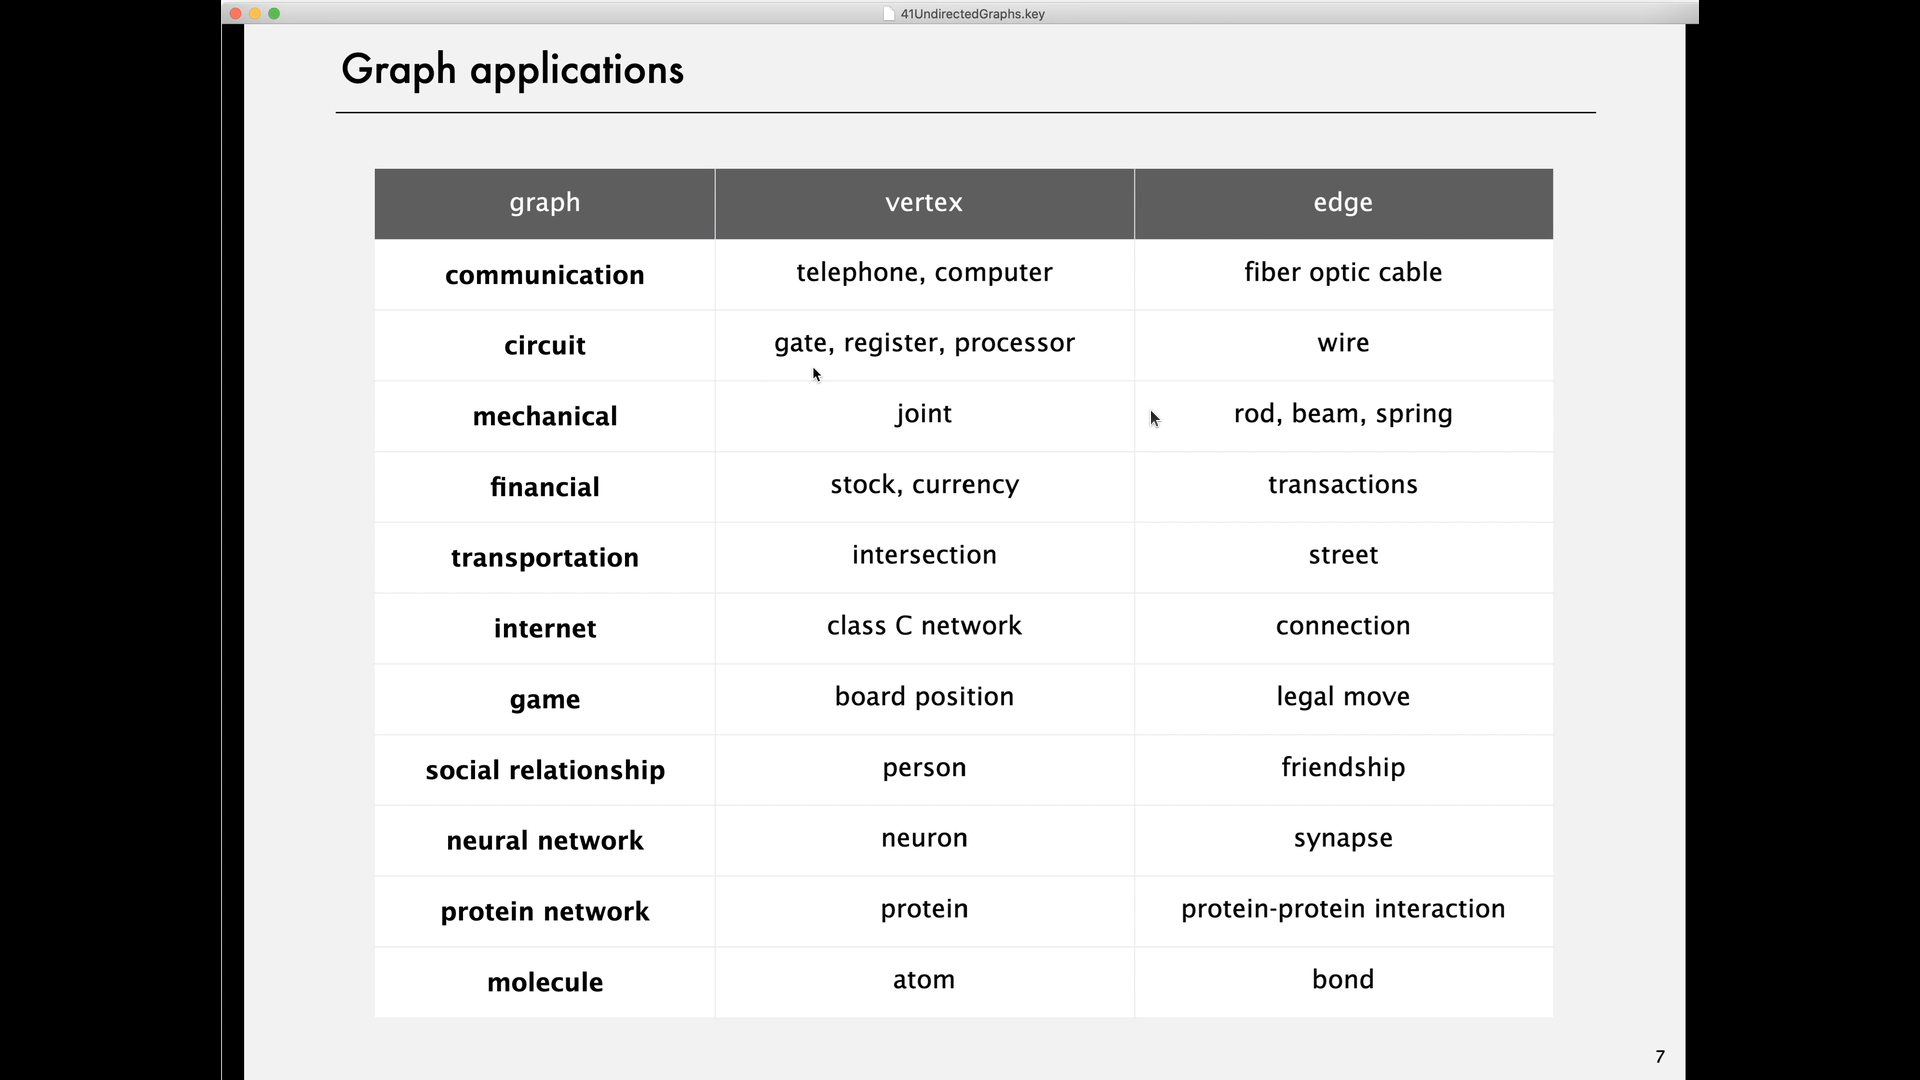 41UndirectedGraphs.key
Graph applications
graph vertex edge
communication telephone, computer fiber optic cable
circuit gate, register, processor wire
mechanical joint rod, beam, spring
financial stock, currency transactions
transportation intersection street
internet class C network connection
game board position legal move
social relationship person friendship
neural network neuron synapse
protein network protein protein-protein interaction
molecule atom bond
7